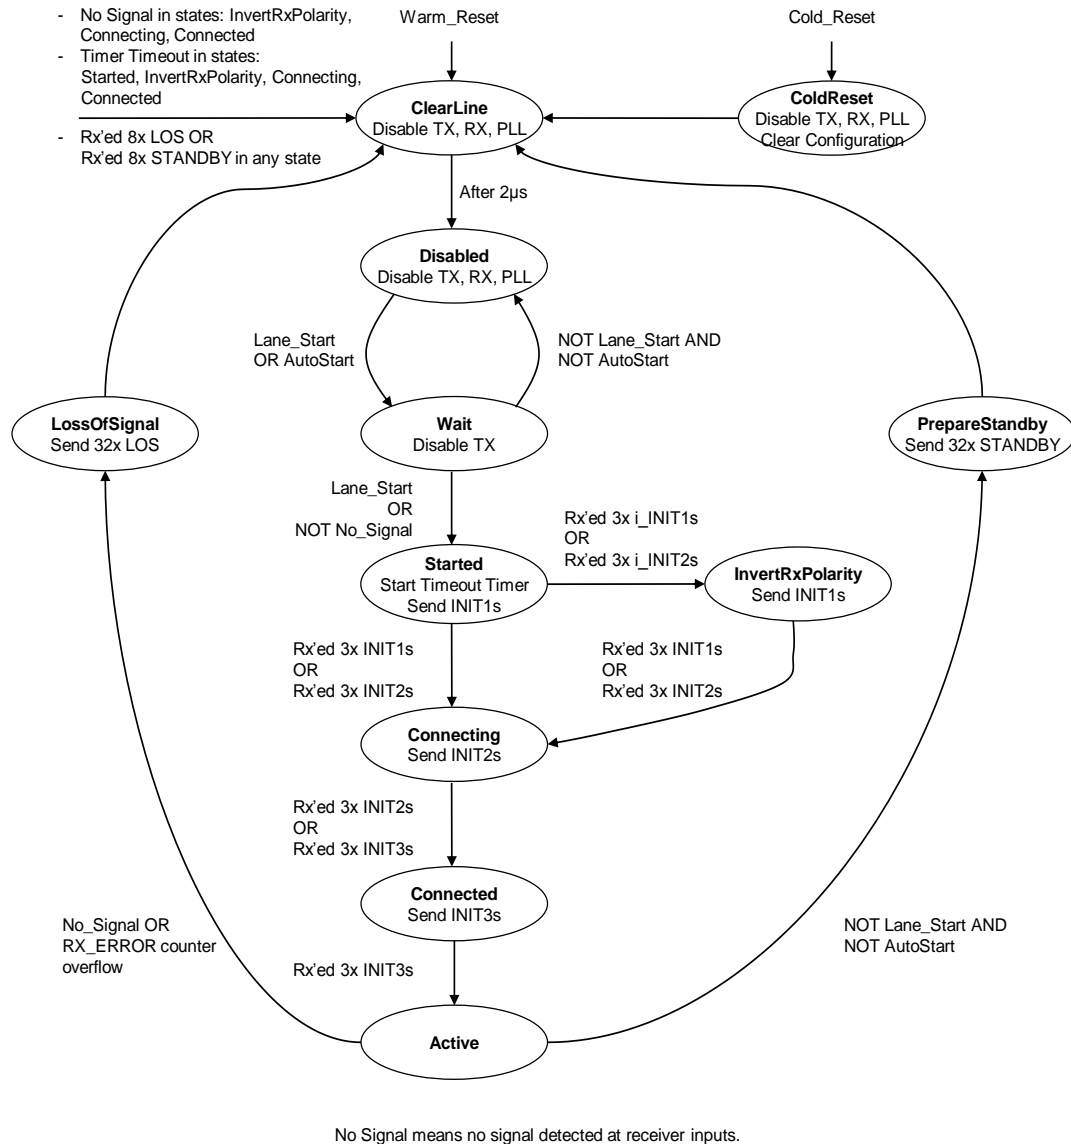 - No Signal in states: InvertRxPolarity,
Connecting, Connected
- Timer Timeout in states:
Started, InvertRxPolarity, Connecting,
Connected
- Rx'ed 8x LOS OR
Rx'ed 8x STANDBY in any state
Warm_Reset
Cold_Reset
ClearLine
Disable TX, RX, PLL
ColdReset
Disable TX, RX, PLL
Clear Configuration
After 2µs
Disabled
Disable TX, RX, PLL
Lane_Start
OR AutoStart
NOT Lane_Start AND
NOT AutoStart
LossOfSignal
Send 32x LOS
Wait
Disable TX
PrepareStandby
Send 32x STANDBY
Lane_Start
OR
NOT No_Signal
Rx'ed 3x i_INIT1s
OR
Rx'ed 3x i_INIT2s
Started
Start Timeout Timer
Send INIT1s
InvertRxPolarity
Send INIT1s
Rx'ed 3x INIT1s
OR
Rx'ed 3x INIT2s
Rx'ed 3x INIT1s
OR
Rx'ed 3x INIT2s
Connecting
Send INIT2s
Rx'ed 3x INIT2s
OR
Rx'ed 3x INIT3s
Connected
Send INIT3s
No_Signal OR
RX_ERROR counter
overflow
Rx'ed 3x INIT3s
NOT Lane_Start AND
NOT AutoStart
Active
No Signal means no signal detected at receiver inputs.